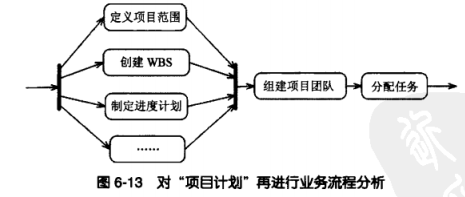 定义项目范围
创建 WBS
制定进度计划
……
组建项目团队
分配任务
图 6-13 对“项目计划”再进行业务流程分析